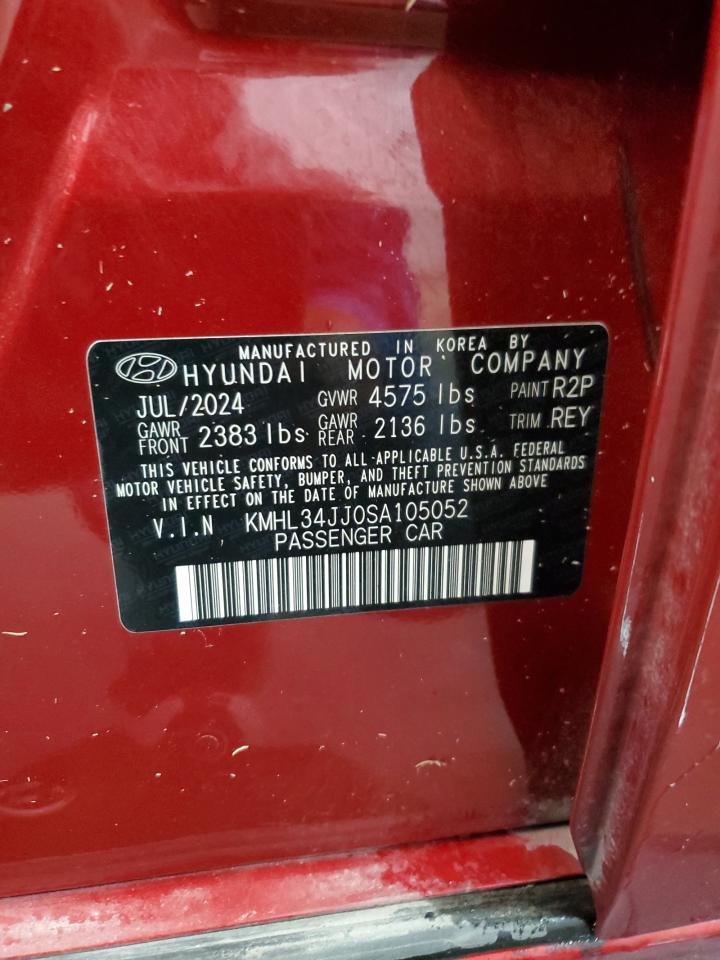 MANUFACTURED IN KOREA BY
HYUNDAI MOTOR COMPANY
JUL/2024 GVWR 4575 lbs PAINT R2P
GAWR FRONT 2383 lbs GAWR REAR 2136 lbs TRIM .REY
THIS VEHICLE CONFORMS TO ALL APPLICABLE U.S.A. FEDERAL
MOTOR VEHICLE SAFETY, BUMPER, AND THEFT PREVENTION STANDARDS
IN EFFECT ON THE DATE OF MANUFACTURE SHOWN ABOVE
V.I.N KMHL34JJ0SA105052
PASSENGER CAR